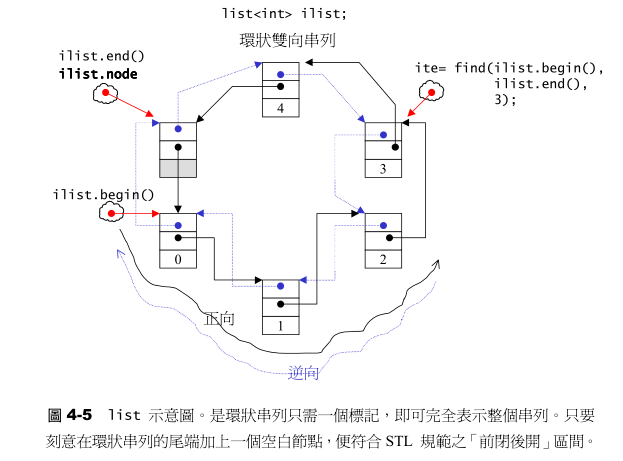 list<int> ilist;
環狀雙向串列
ilist.end()
ilist.node
ite= find(ilist.begin(),
ilist.end(),
3);
4
3
ilist.begin()
0
2
1
正向
逆向
圖 4-5 list 示意圖。是環狀串列只需一個標記，即可完全表示整個串列。只要
刻意在環狀串列的尾端加上一個空白節點，便符合 STL 規範之「前閉後開」區間。